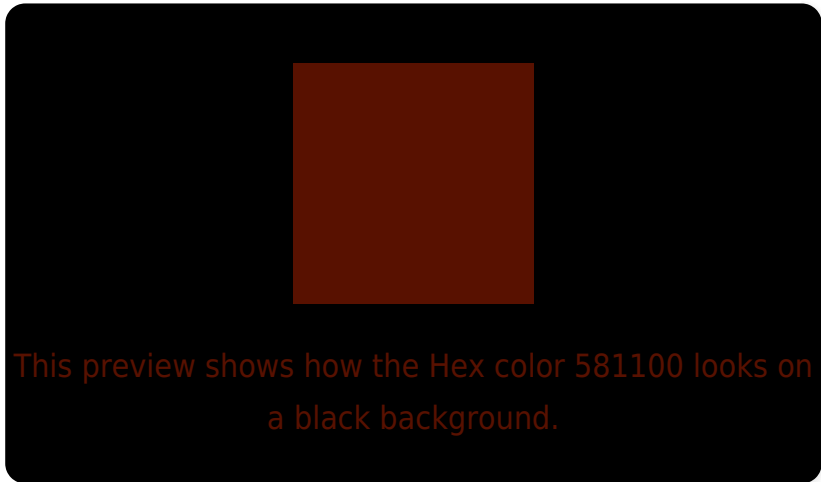 This preview shows how the Hex color 581100 looks on
a black background.